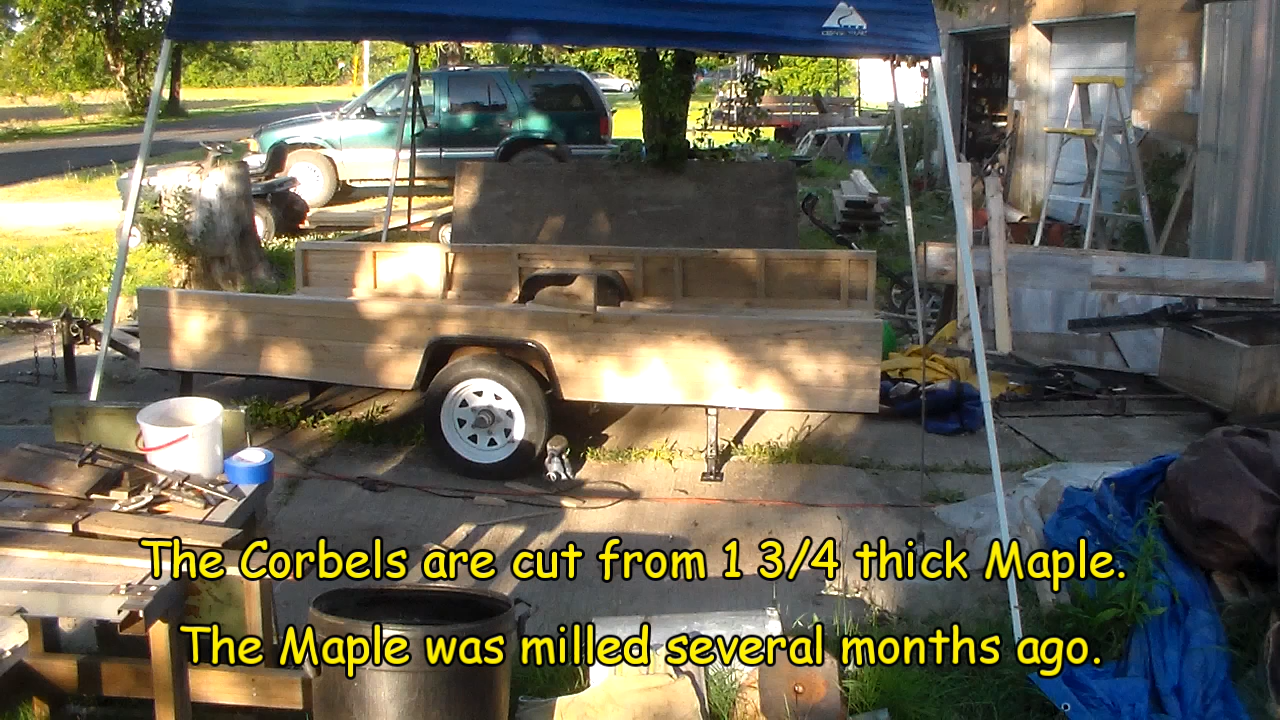 The Corbels are cut from 1 3/4 thick Maple.
The Maple was milled several months ago.